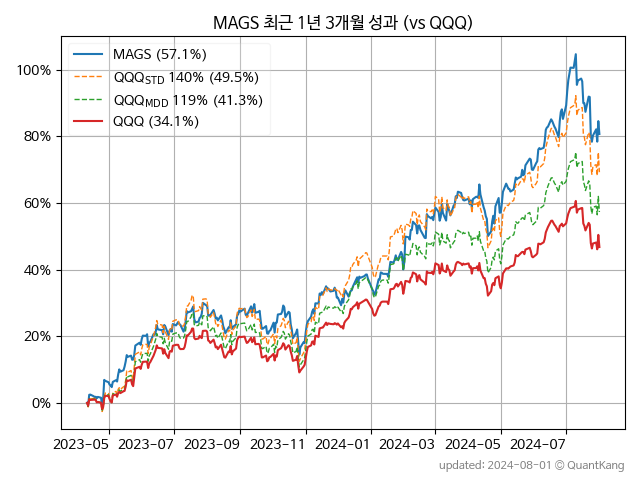 MAGS 최근 1년 3개월 성과 (vs QQQ)
MAGS (57.1%)
QQQSTD 140% (49.5%)
QQQMDD 119% (41.3%)
QQQ (34.1%)
100%
80%
60%
40%
20%
0%
2023-05 2023-07 2023-09 2023-11 2024-01 2024-03 2024-05 2024-07
updated: 2024-08-01 © QuantKang